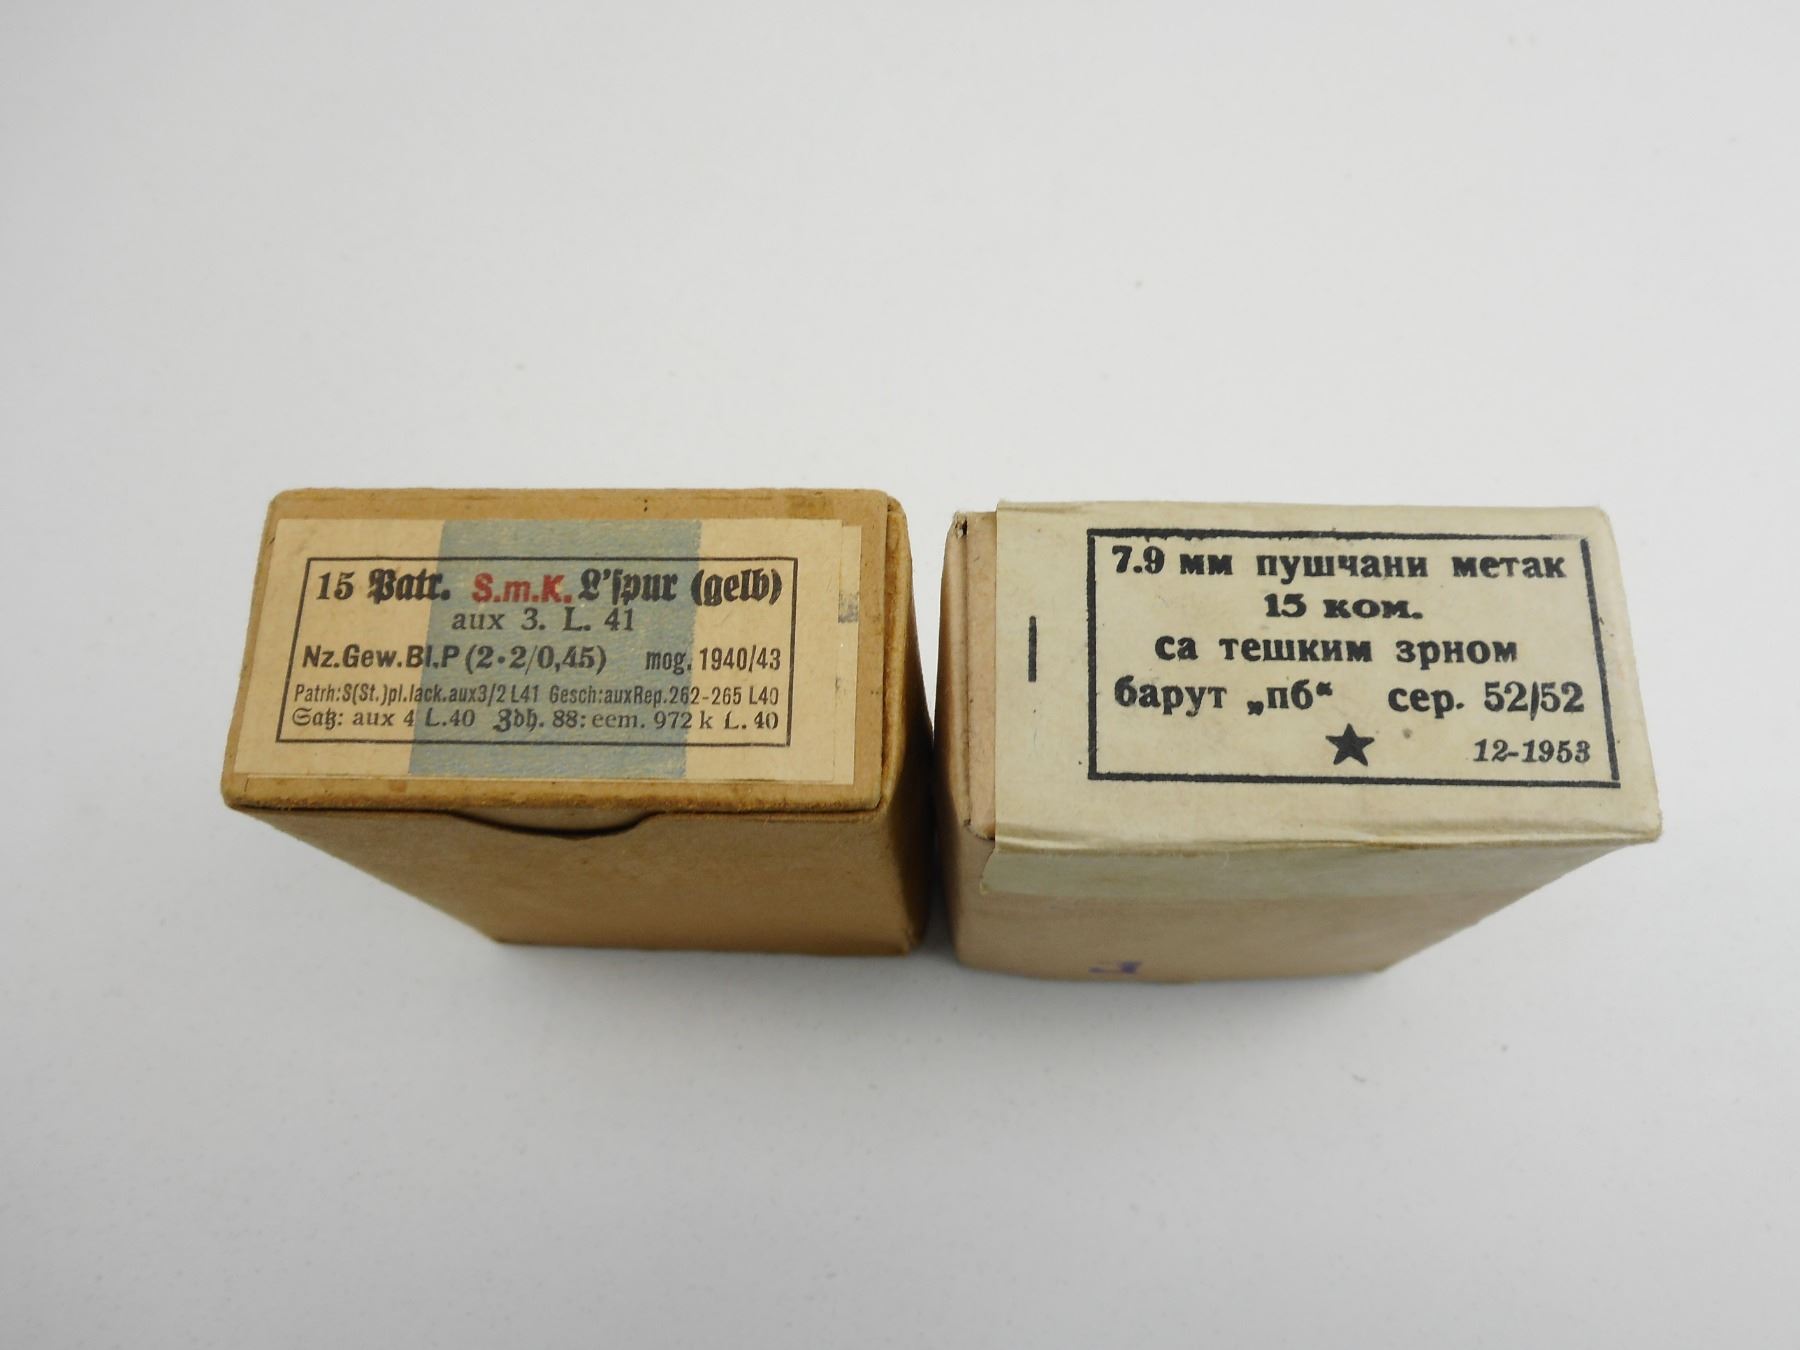 15 Patr. S.m.K. L'spur (gelb)
aux 3. L. 41
Nz.Gew.Bl.P (2·2/0,45) mog. 1940/43
Patrh:S(St.)pl.lack.aux3/2 L41 Gesch:auxRep.262-265 L40
Satz: aux 4 L.40 Zdh. 88: eem. 972 k L. 40
7.9 мм пушчани метак
15 ком.
са тешким зрном
барут „пб“ сер. 52/52
★ 12-1953